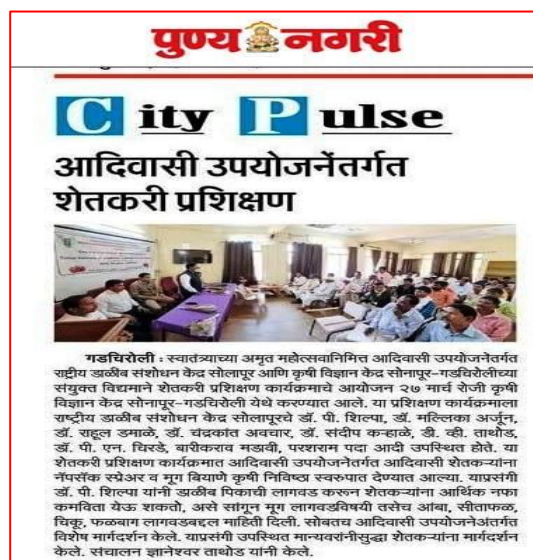 पुण्य नगरी
City Pulse
आदिवासी उपयोजनेंतर्गत
शेतकरी प्रशिक्षण
गडचिरोली : स्वातंत्र्याच्या अमृत महोत्सवानिमित्त आदिवासी उपयोजनेतर्गत
राष्ट्रीय डाळींब संशोधन केंद्र सोलापूर आणि कृषी विज्ञान केंद्र सोनापूर-गडचिरोलीच्या
संयुक्त विद्यमाने शेतकरी प्रशिक्षण कार्यक्रमाचे आयोजन २७ मार्च रोजी कृषी
विज्ञान केंद्र सोनापूर-गडचिरोली येथे करण्यात आले. या प्रशिक्षण कार्यक्रमाला
राष्ट्रीय डाळींब संशोधन केंद्र सोलापूरचे डॉ. पी. शिल्पा, डॉ. मल्लिका अर्जून,
डॉ. राहूल डमाळे, डॉ. चंद्रकांत अवचार, डॉ. संदीप कऱ्हाळे, डी. व्ही. ताथोड,
डॉ. पी. एन. चिरडे, बारीकराव मडावी, परशराम पदा आदी उपस्थित होते. या
शेतकरी प्रशिक्षण कार्यक्रमात आदिवासी उपयोजनेतर्गत आदिवासी शेतकऱ्यांना
नॅपसॅक स्प्रेअर व मूग बियाणे कृषी निविष्ठा स्वरुपात देण्यात आल्या. याप्रसंगी
डॉ. पी. शिल्पा यांनी डाळींब पिकाची लागवड करून शेतकऱ्यांना आर्थिक नफा
कमविता येऊ शकतो, असे सांगून मूग लागवडविषयी तसेच आंबा, सीताफळ,
चिकू, फळबाग लागवडबद्दल माहिती दिली. सोबतच आदिवासी उपयोजनेअंतर्गत
विशेष मार्गदर्शन केले. याप्रसंगी उपस्थित मान्यवरांनीसुद्धा शेतकऱ्यांना मार्गदर्शन
केले. संचालन ज्ञानेश्वर ताथोड यांनी केले.